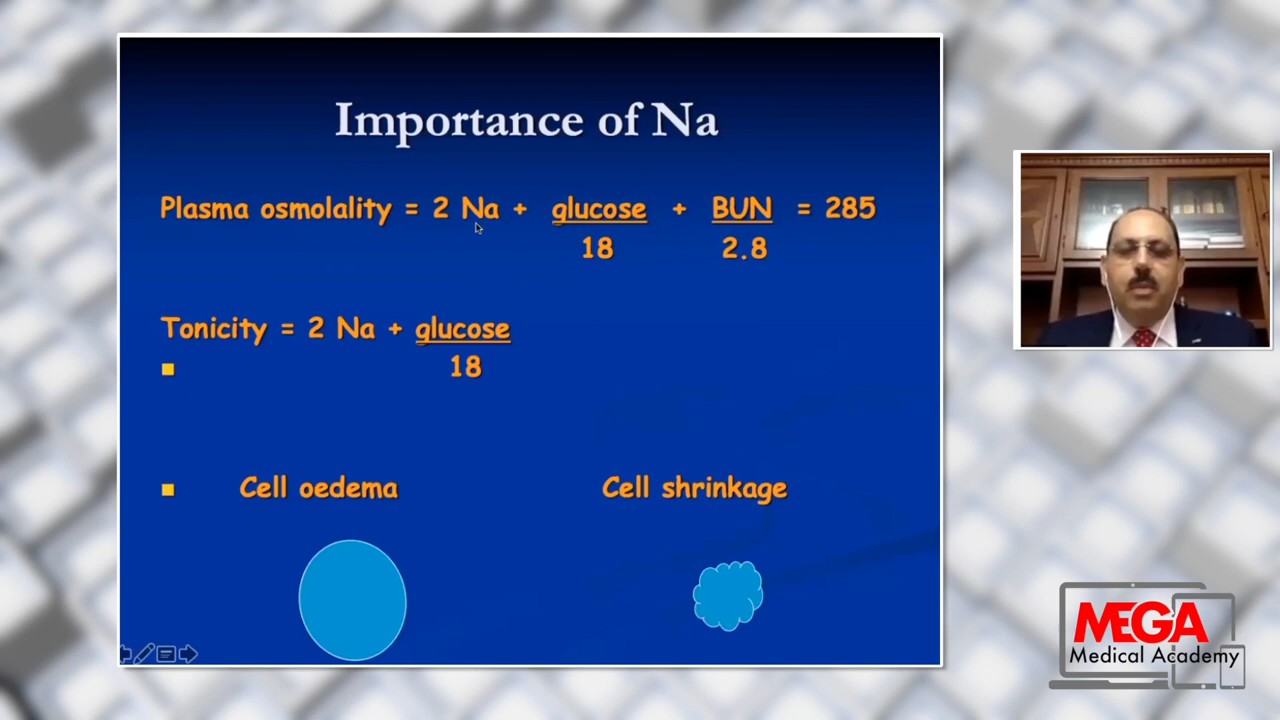 Importance of Na
Plasma osmolality = 2 Na + glucose + BUN = 285
18 2.8
Tonicity = 2 Na + glucose
18
Cell oedema Cell shrinkage
MEGA
Medical Academy